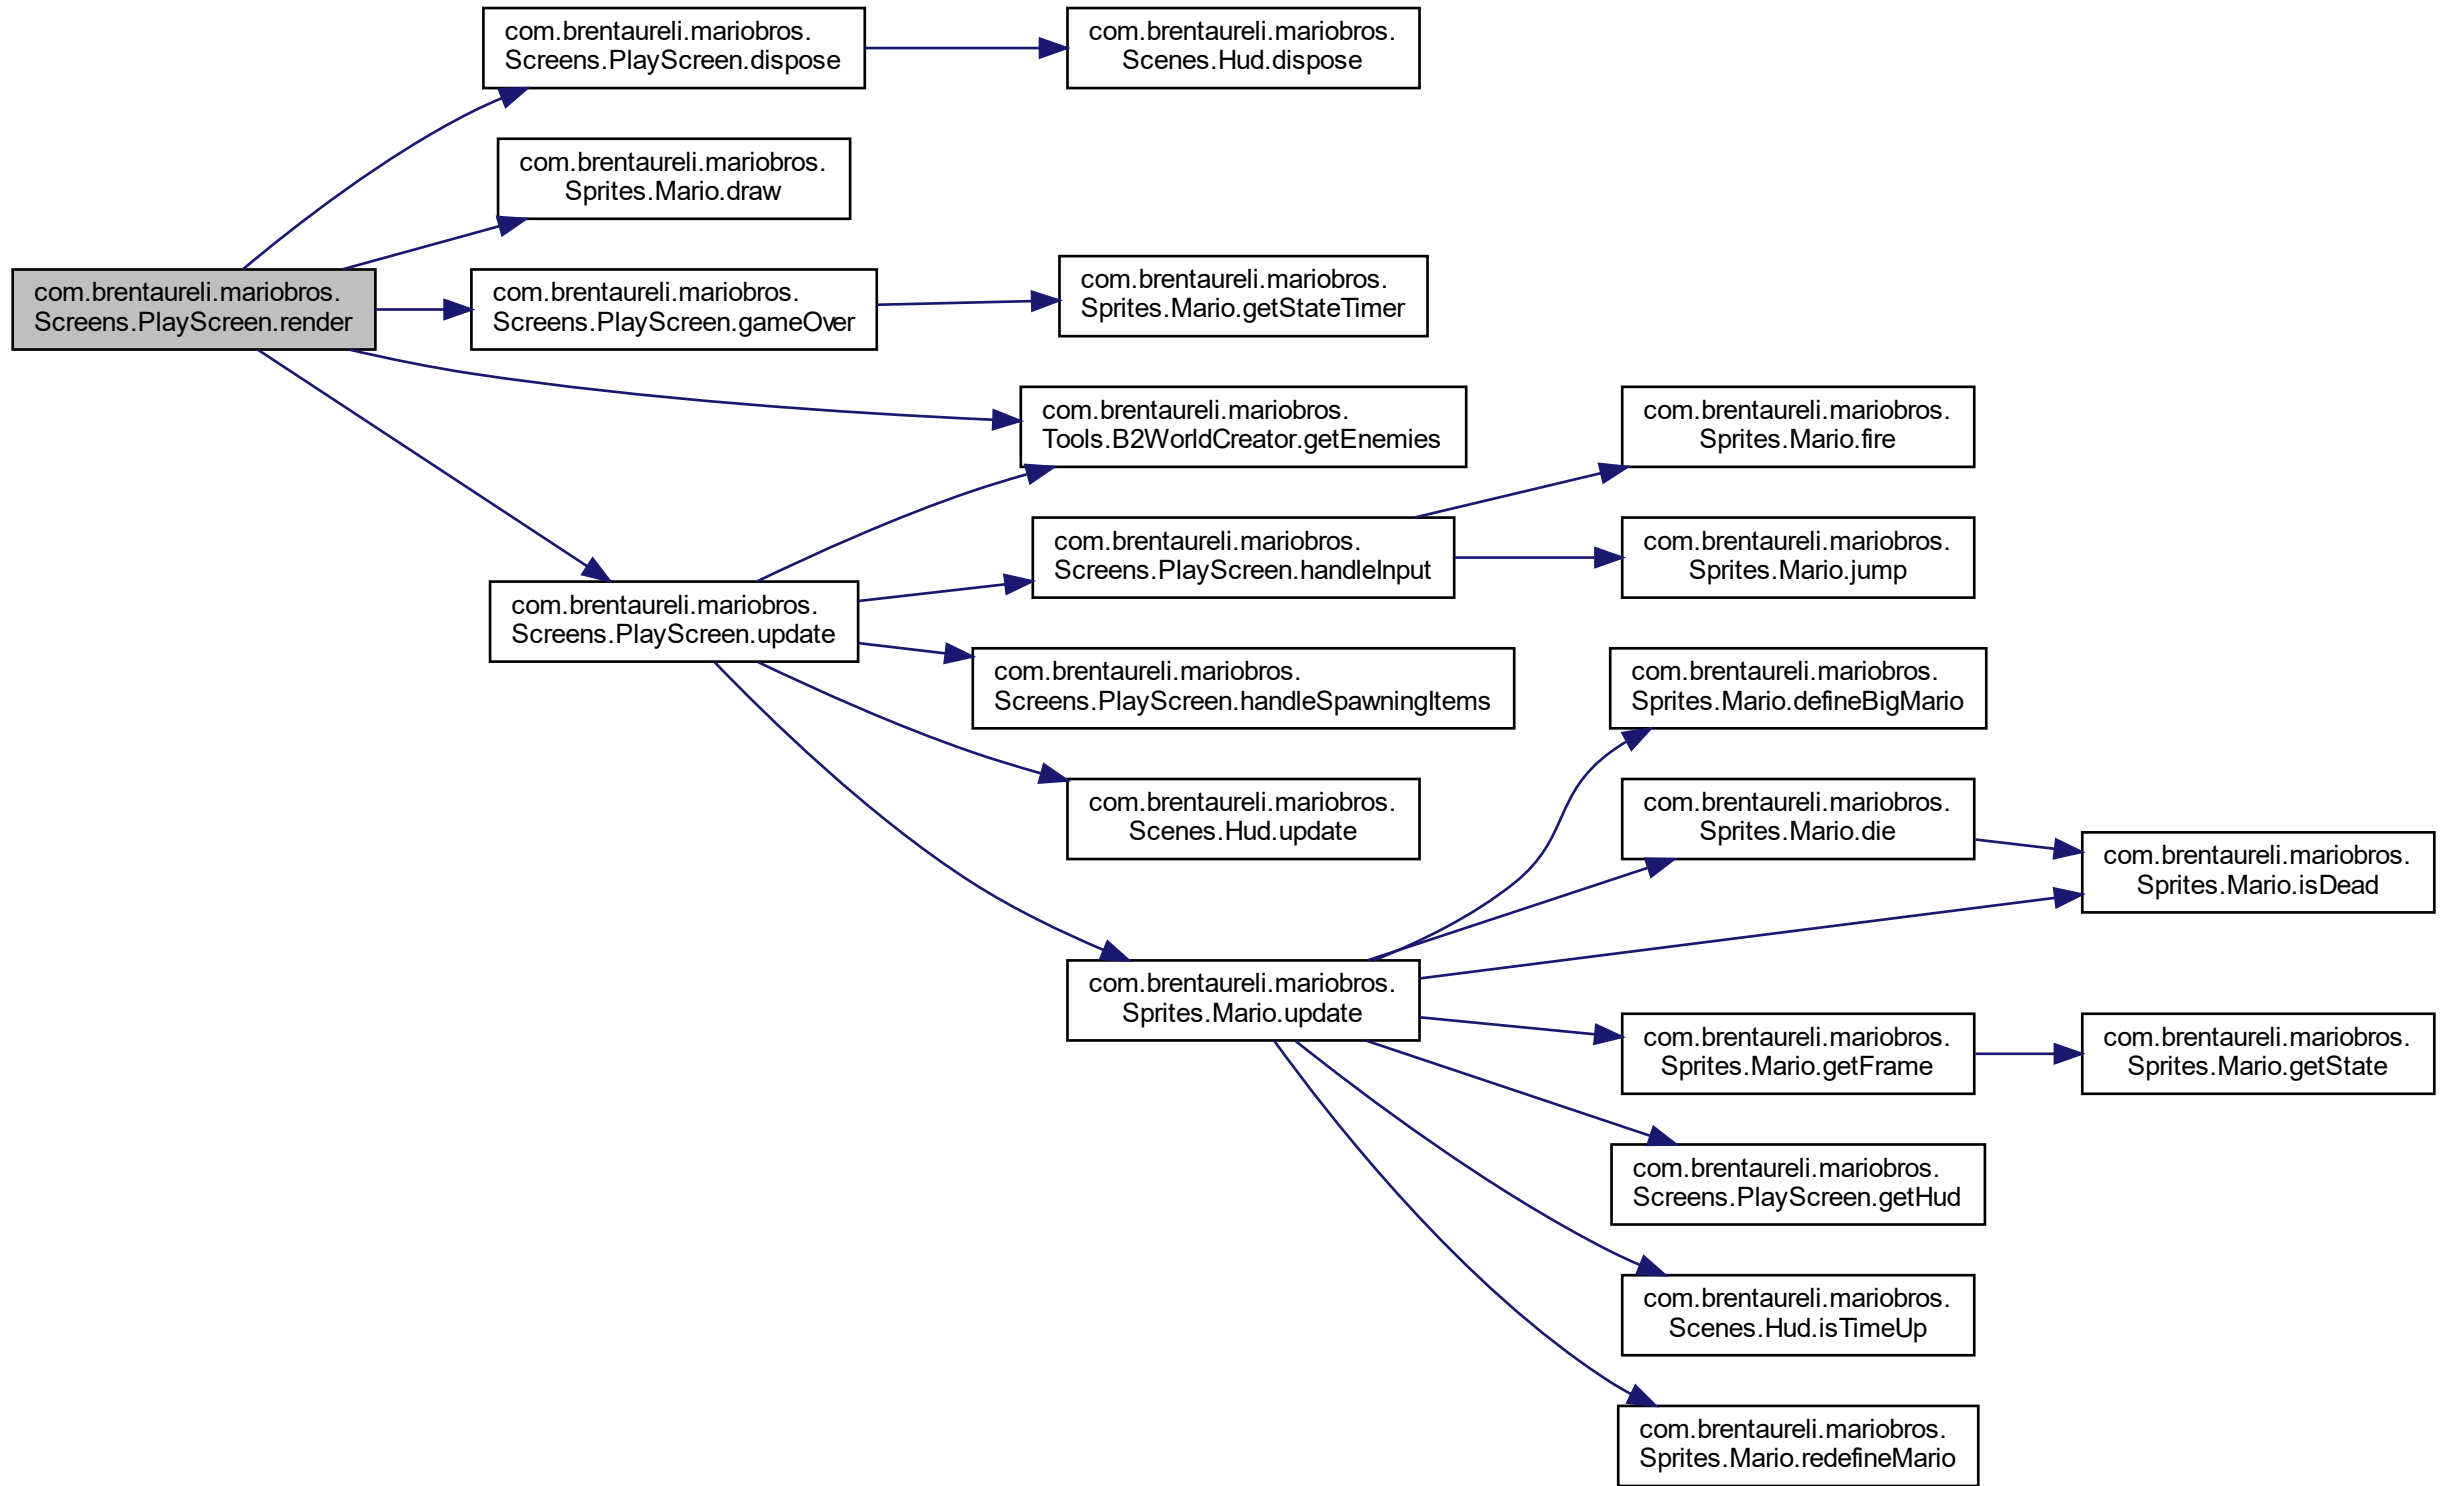 com.brentaureli.mariobros.
Screens.PlayScreen.dispose
com.brentaureli.mariobros.
Scenes.Hud.dispose
com.brentaureli.mariobros.
Sprites.Mario.draw
com.brentaureli.mariobros.
Screens.PlayScreen.render
com.brentaureli.mariobros.
Screens.PlayScreen.gameOver
com.brentaureli.mariobros.
Sprites.Mario.getStateTimer
com.brentaureli.mariobros.
Tools.B2WorldCreator.getEnemies
com.brentaureli.mariobros.
Sprites.Mario.fire
com.brentaureli.mariobros.
Screens.PlayScreen.handleInput
com.brentaureli.mariobros.
Sprites.Mario.jump
com.brentaureli.mariobros.
Screens.PlayScreen.update
com.brentaureli.mariobros.
Screens.PlayScreen.handleSpawningItems
com.brentaureli.mariobros.
Sprites.Mario.defineBigMario
com.brentaureli.mariobros.
Scenes.Hud.update
com.brentaureli.mariobros.
Sprites.Mario.die
com.brentaureli.mariobros.
Sprites.Mario.isDead
com.brentaureli.mariobros.
Sprites.Mario.update
com.brentaureli.mariobros.
Sprites.Mario.getFrame
com.brentaureli.mariobros.
Sprites.Mario.getState
com.brentaureli.mariobros.
Screens.PlayScreen.getHud
com.brentaureli.mariobros.
Scenes.Hud.isTimeUp
com.brentaureli.mariobros.
Sprites.Mario.redefineMario